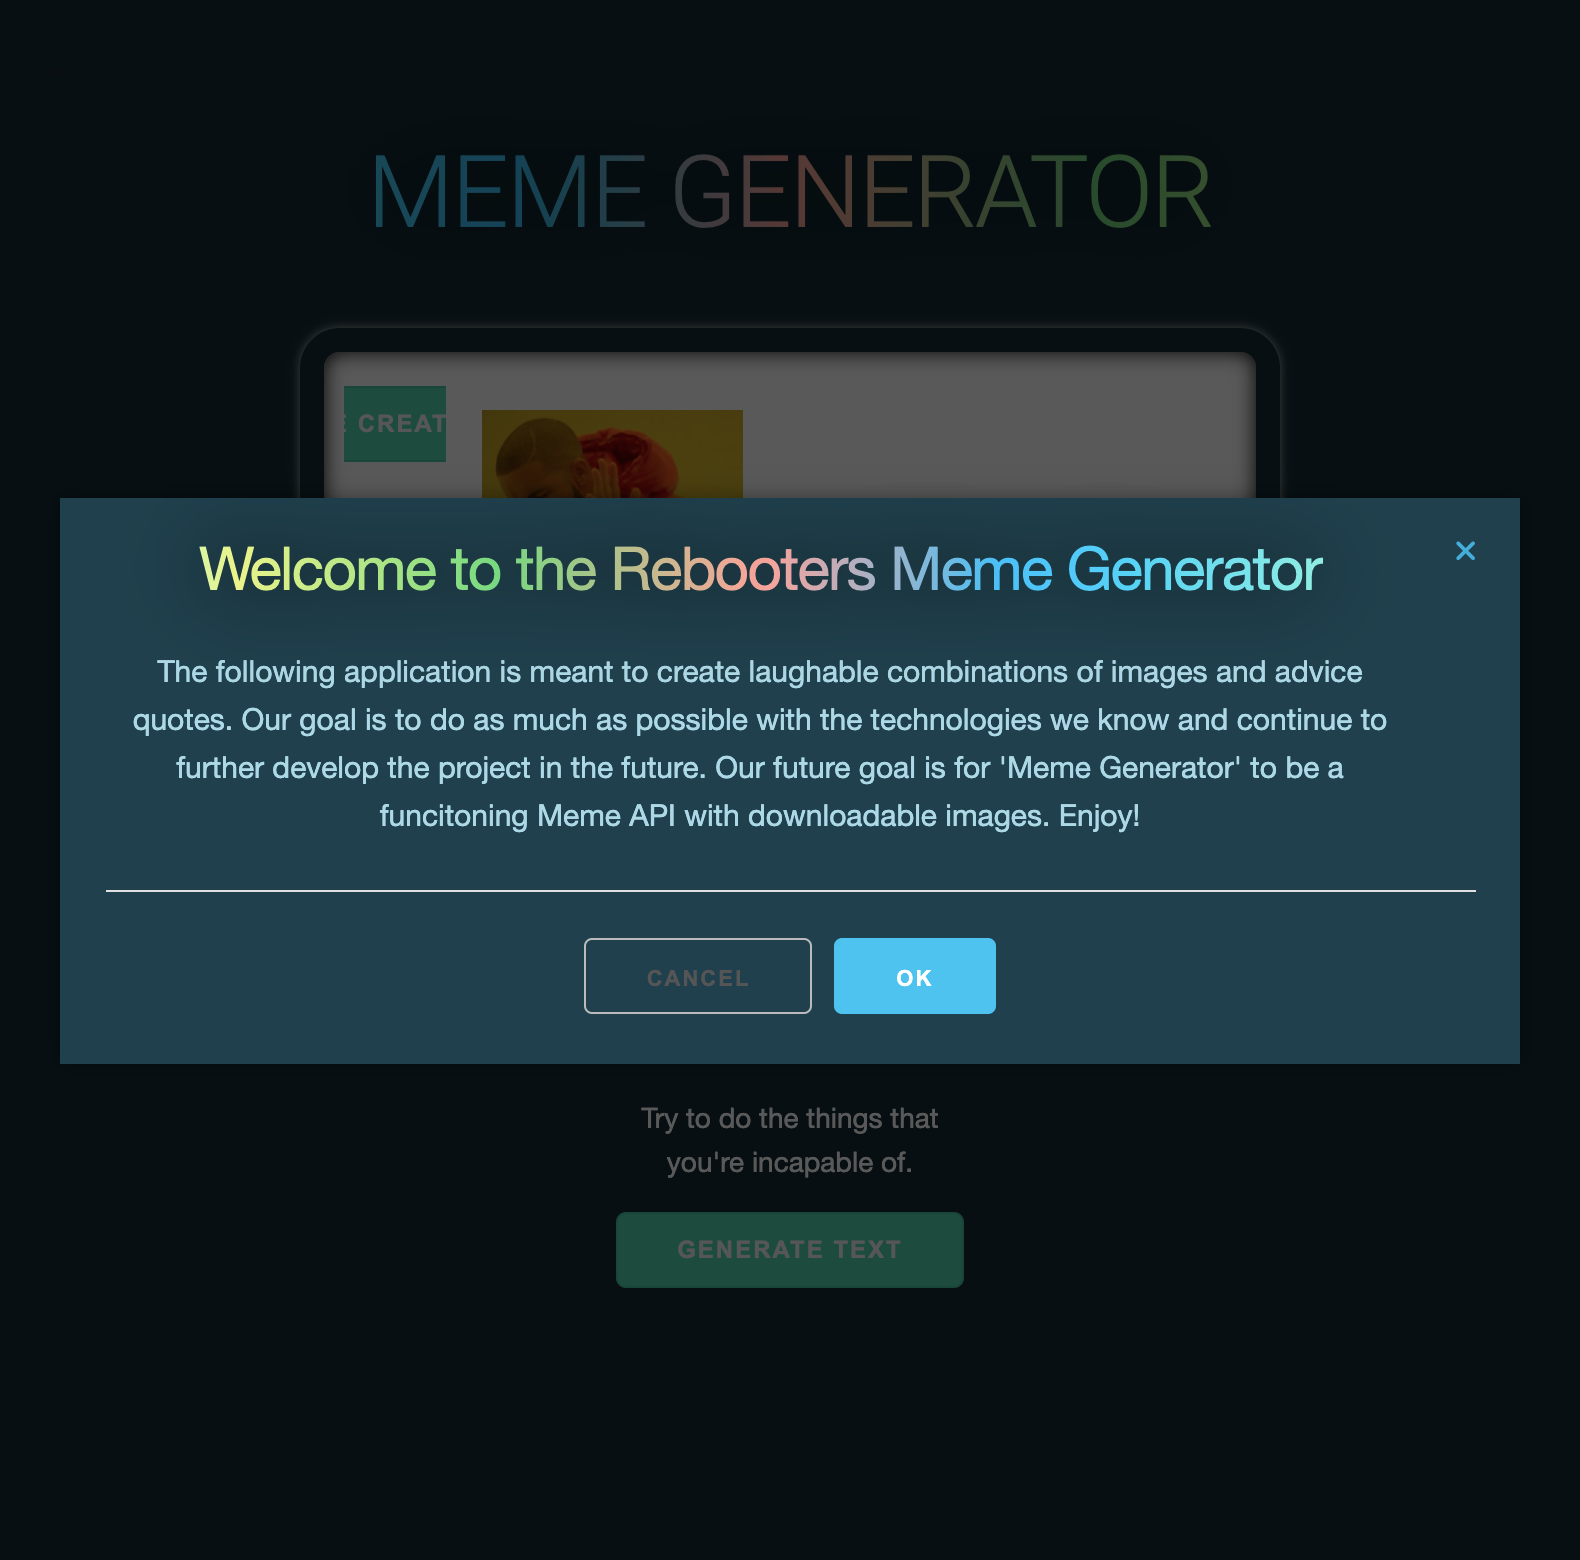 MEME GENERATOR
CREAT
Welcome to the Rebooters Meme Generator
The following application is meant to create laughable combinations of images and advice
quotes. Our goal is to do as much as possible with the technologies we know and continue to
further develop the project in the future. Our future goal is for 'Meme Generator' to be a
funcitoning Meme API with downloadable images. Enjoy!
CANCEL
OK
Try to do the things that
you're incapable of.
GENERATE TEXT